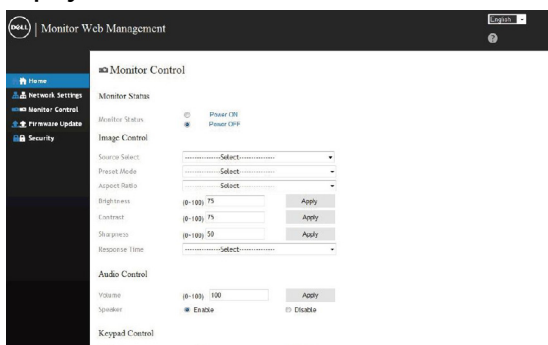 English
DELL | Monitor Web Management
Home
Network Settings
Monitor Control
Firmware Update
Security
Monitor Control
Monitor Status
Monitor Status
Power ON
Power OFF
Image Control
Source Select ---------------Select---------------
Preset Mode ---------------Select---------------
Aspect Ratio ---------------Select---------------
Brightness (0~100) 75 Apply
Contrast (0~100) 75 Apply
Sharpness (0~100) 50 Apply
Response Time ---------------Select---------------
Audio Control
Volume (0~100) 100 Apply
Speaker Enable Disable
Keypad Control